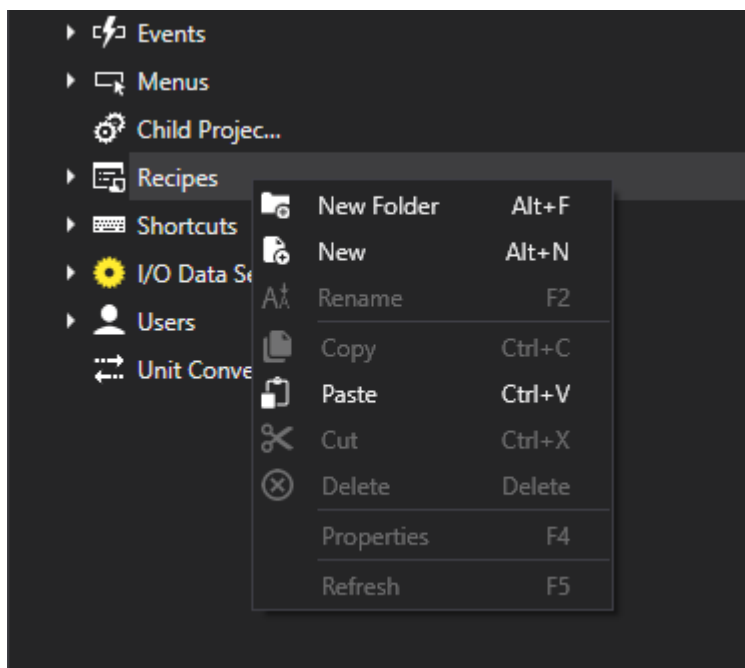 Events
Menus
Child Projec...
Recipes
Shortcuts
I/O Data Se
Users
Unit Conve
New Folder Alt+F
New Alt+N
Rename F2
Copy Ctrl+C
Paste Ctrl+V
Cut Ctrl+X
Delete Delete
Properties F4
Refresh F5